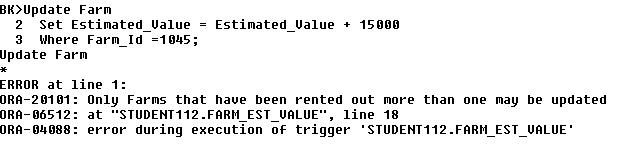 BK>Update Farm
  2  Set Estimated_Value = Estimated_Value + 15000
  3  Where Farm_Id =1045;
Update Farm
*
ERROR at line 1:
ORA-20101: Only Farms that have been rented out more than one may be updated
ORA-06512: at "STUDENT112.FARM_EST_VALUE", line 18
ORA-04088: error during execution of trigger 'STUDENT112.FARM_EST_VALUE'